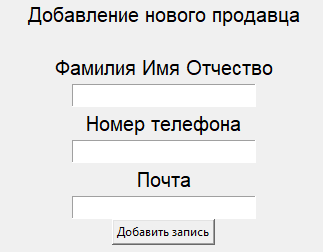 Добавление нового продавца
Фамилия Имя Отчество
Номер телефона
Почта
Добавить запись